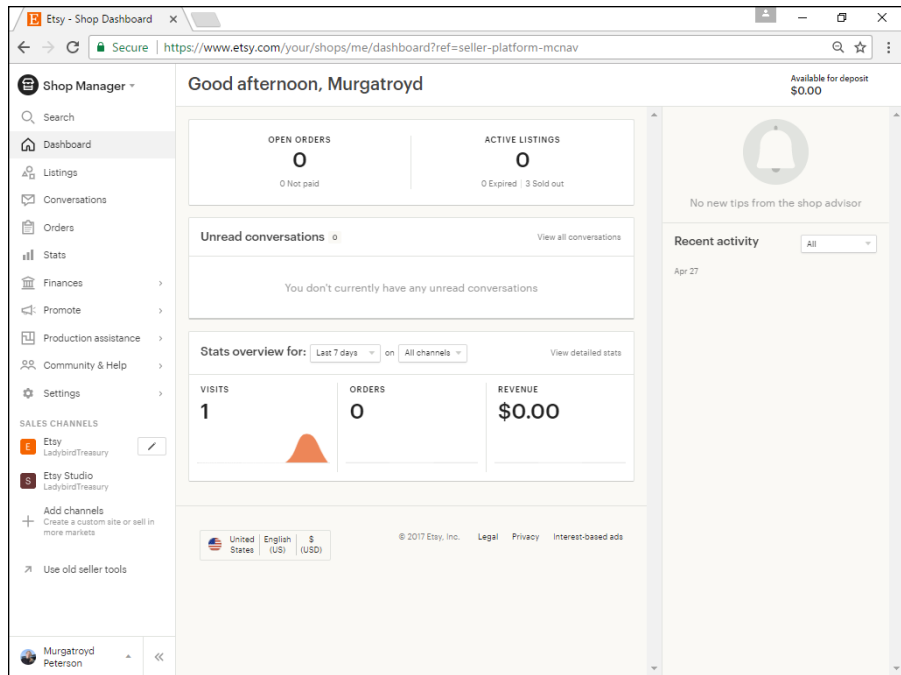 Etsy - Shop Dashboard
Secure
https://www.etsy.com/your/shops/me/dashboard?ref=seller-platform-mcnav
Shop Manager
Search
Dashboard
Listings
Conversations
Orders
Stats
Finances
Promote
Production assistance
Community & Help
Settings
SALES CHANNELS
E
Etsy
LadybirdTreasury
S
Etsy Studio
LadybirdTreasury
Add channels
Create a custom site or sell in
more markets
Use old seller tools
Murgatroyd
Peterson
Good afternoon, Murgatroyd
Available for deposit
$0.00
OPEN ORDERS
0
0 Not paid
ACTIVE LISTINGS
0
0 Expired | 3 Sold out
Unread conversations 0
View all conversations
You don't currently have any unread conversations
Stats overview for: Last 7 days on All channels
View detailed stats
VISITS
1
ORDERS
0
REVENUE
$0.00
United States
English (US)
$ (USD)
© 2017 Etsy, Inc. Legal Privacy Interest-based ads
No new tips from the shop advisor
Recent activity
All
Apr 27